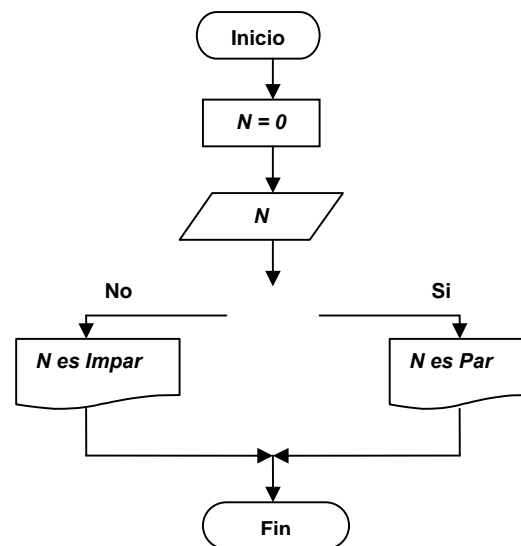 Inicio
N = 0
N
No
Si
N es Impar
N es Par
Fin